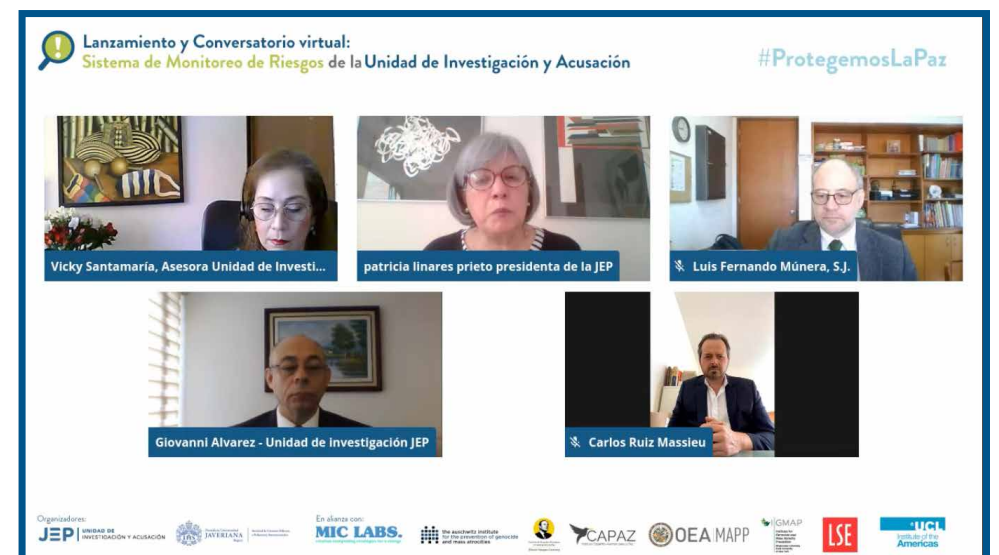 Lanzamiento y Conversatorio virtual:
Sistema de Monitoreo de Riesgos de la Unidad de Investigación y Acusación
#ProtegemosLaPaz
Vicky Santamaría, Asesora Unidad de Investi...
patricia linares prieto presidenta de la JEP
Luis Fernando Múnera, S.J.
Giovanni Alvarez - Unidad de investigación JEP
Carlos Ruiz Massieu
Organizadores:
JEP UNIDAD DE
INVESTIGACIÓN Y ACUSACIÓN
JAVERIANA
En alianza con:
MIC LABS.
the auschwitz institute
for the prevention of genocide
and mass atrocities
CAPAZ
OEA MAPP
GMAP
LSE
UCL
Institute of the
Americas